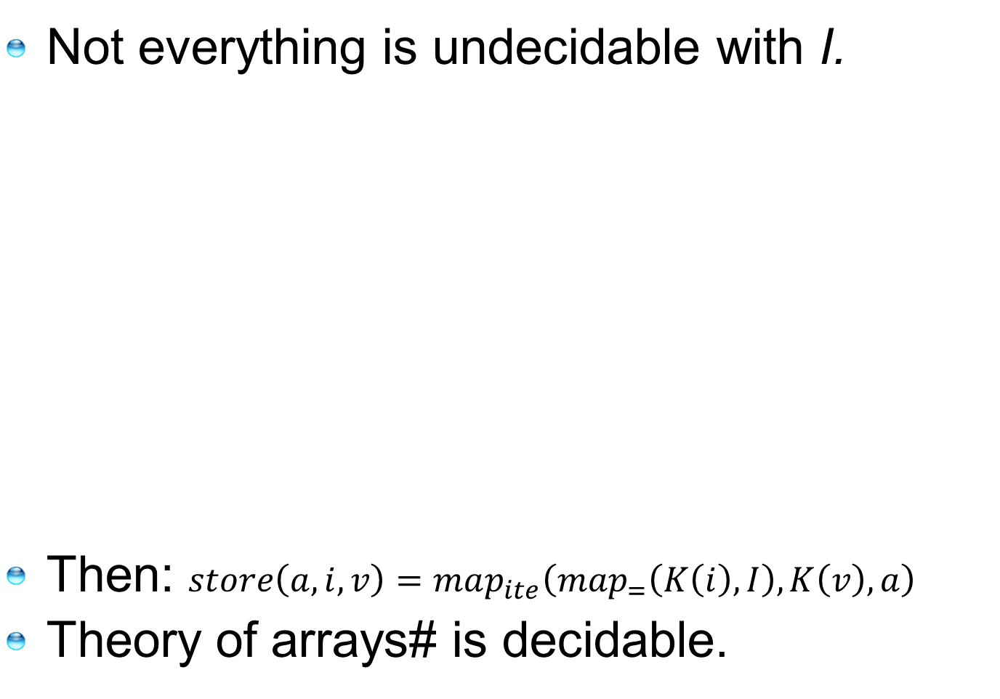 Not everything is undecidable with I.
Then: store(a, i, v) = map_ite(map_=(K(i), I), K(v), a)
Theory of arrays# is decidable.